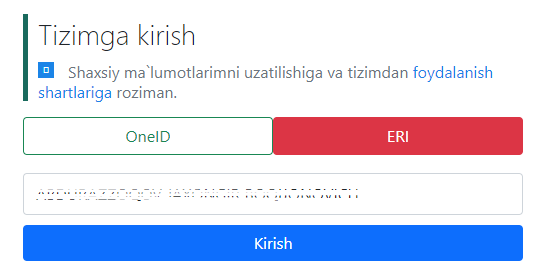 Tizimga kirish
Shaxsiy ma`lumotlarimni uzatilishiga va tizimdan foydalanish
shartlariga roziman.
OneID
ERI
Kirish